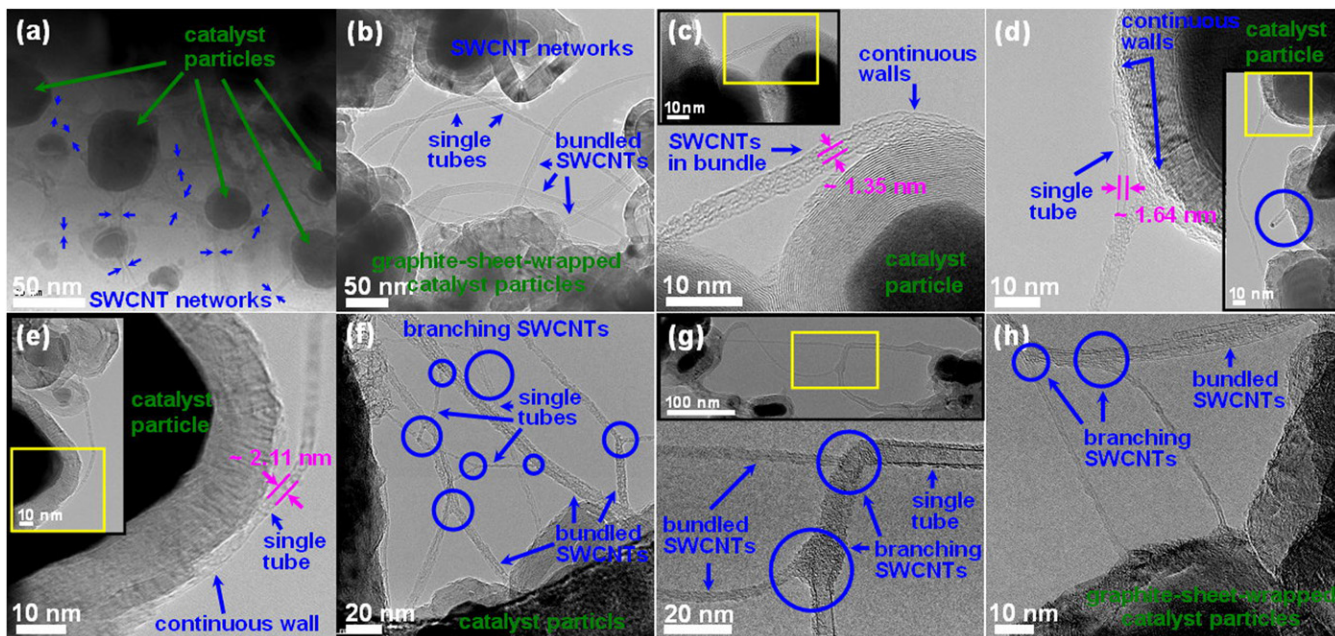 (a)
catalyst
particles
50 nm
SWCNT networks
(b)
SWCNT networks
single
tubes
bundled
SWCNTs
graphite-sheet-wrapped
catalyst particles
50 nm
(c)
10 nm
continuous
walls
SWCNTs
in bundle
~ 1.35 nm
catalyst
particle
10 nm
(d)
continuous
walls
catalyst
particle
single
tube
~ 1.64 nm
10 nm
10 nm
(e)
catalyst
particle
10 nm
~ 2.11 nm
single
tube
continuous wall
10 nm
(f)
branching SWCNTs
single
tubes
bundled
SWCNTs
20 nm
catalyst particls
(g)
100 nm
bundled
SWCNTs
single
tube
branching
SWCNTs
20 nm
(h)
bundled
SWCNTs
branching
SWCNTs
graphite-sheet-wrapped
catalyst particles
10 nm